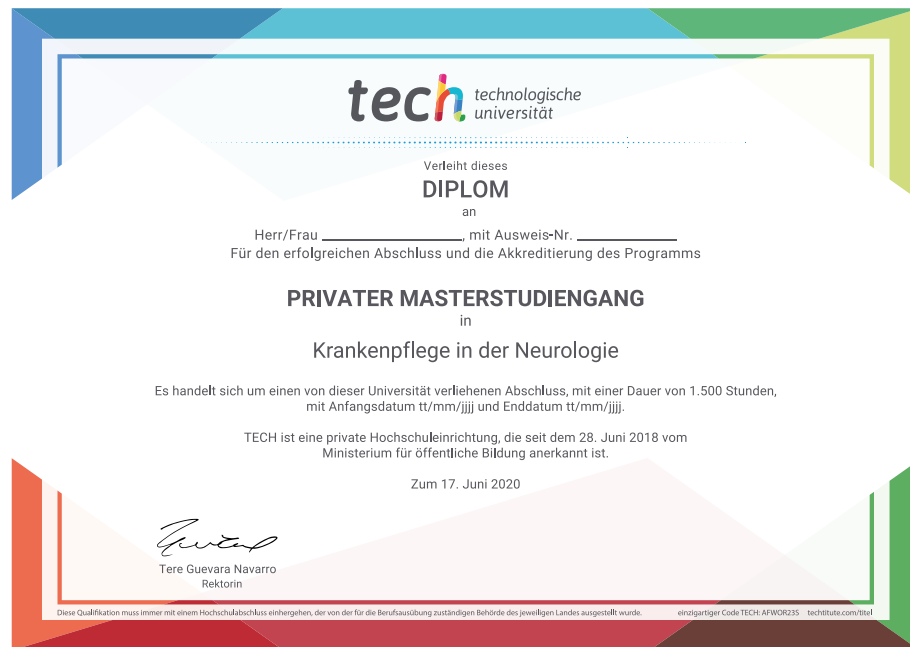 tech technologische
universität
Verleiht dieses
DIPLOM
an
Herr/Frau ____________, mit Ausweis-Nr. ____________
Für den erfolgreichen Abschluss und die Akkreditierung des Programms
PRIVATER MASTERSTUDIENGANG
in
Krankenpflege in der Neurologie
Es handelt sich um einen von dieser Universität verliehenen Abschluss, mit einer Dauer von 1.500 Stunden,
mit Anfangsdatum tt/mm/jjjj und Enddatum tt/mm/jjjj.
TECH ist eine private Hochschuleinrichtung, die seit dem 28. Juni 2018 vom
Ministerium für öffentliche Bildung anerkannt ist.
Zum 17. Juni 2020
Tere Guevara Navarro
Rektorin
Diese Qualifikation muss immer mit einem Hochschulabschluss einhergehen, der von der für die Berufsausübung zuständigen Behörde des jeweiligen Landes ausgestellt wurde. einzigartiger Code TECH: AFWOR23S techtitute.com/titel